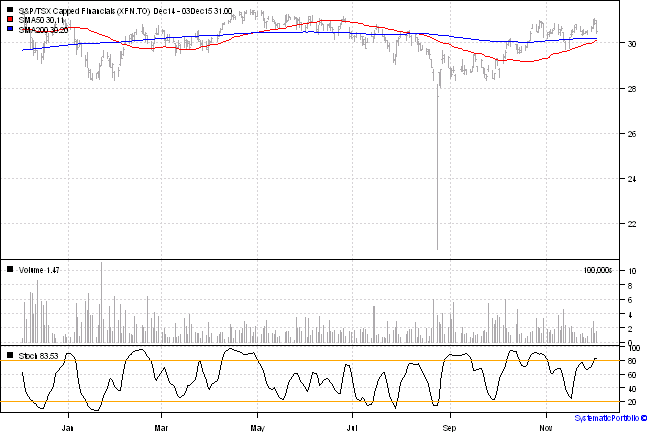 S&P/TSX Capped Financials (XFN.TO) Dec14 - 03Dec15 31.00
SMA50 30.11
SMA200 30.20
30
28
26
24
22
Volume 1.47
100,000s
10
8
6
4
2
0
Stoch 83.53
100
80
60
40
20
Jan Mar May Jul Sep Nov
SystematicPortfolio ©